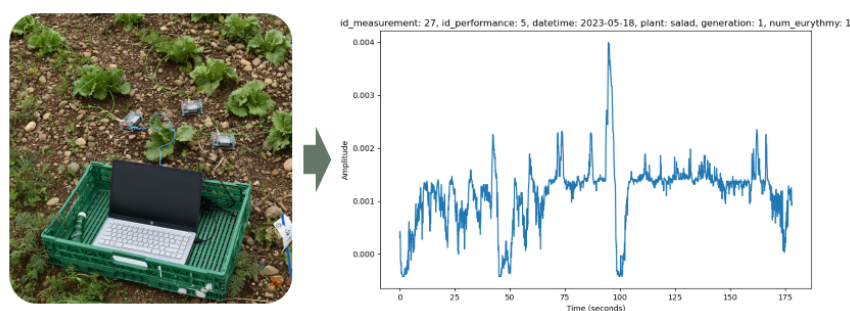 id_measurement: 27, id_performance: 5, datetime: 2023-05-18, plant: salad, generation: 1, num_eurythmy: 1
0.004
0.003
0.002
0.001
0.000
Amplitude
0 25 50 75 100 125 150 175
Time (seconds)